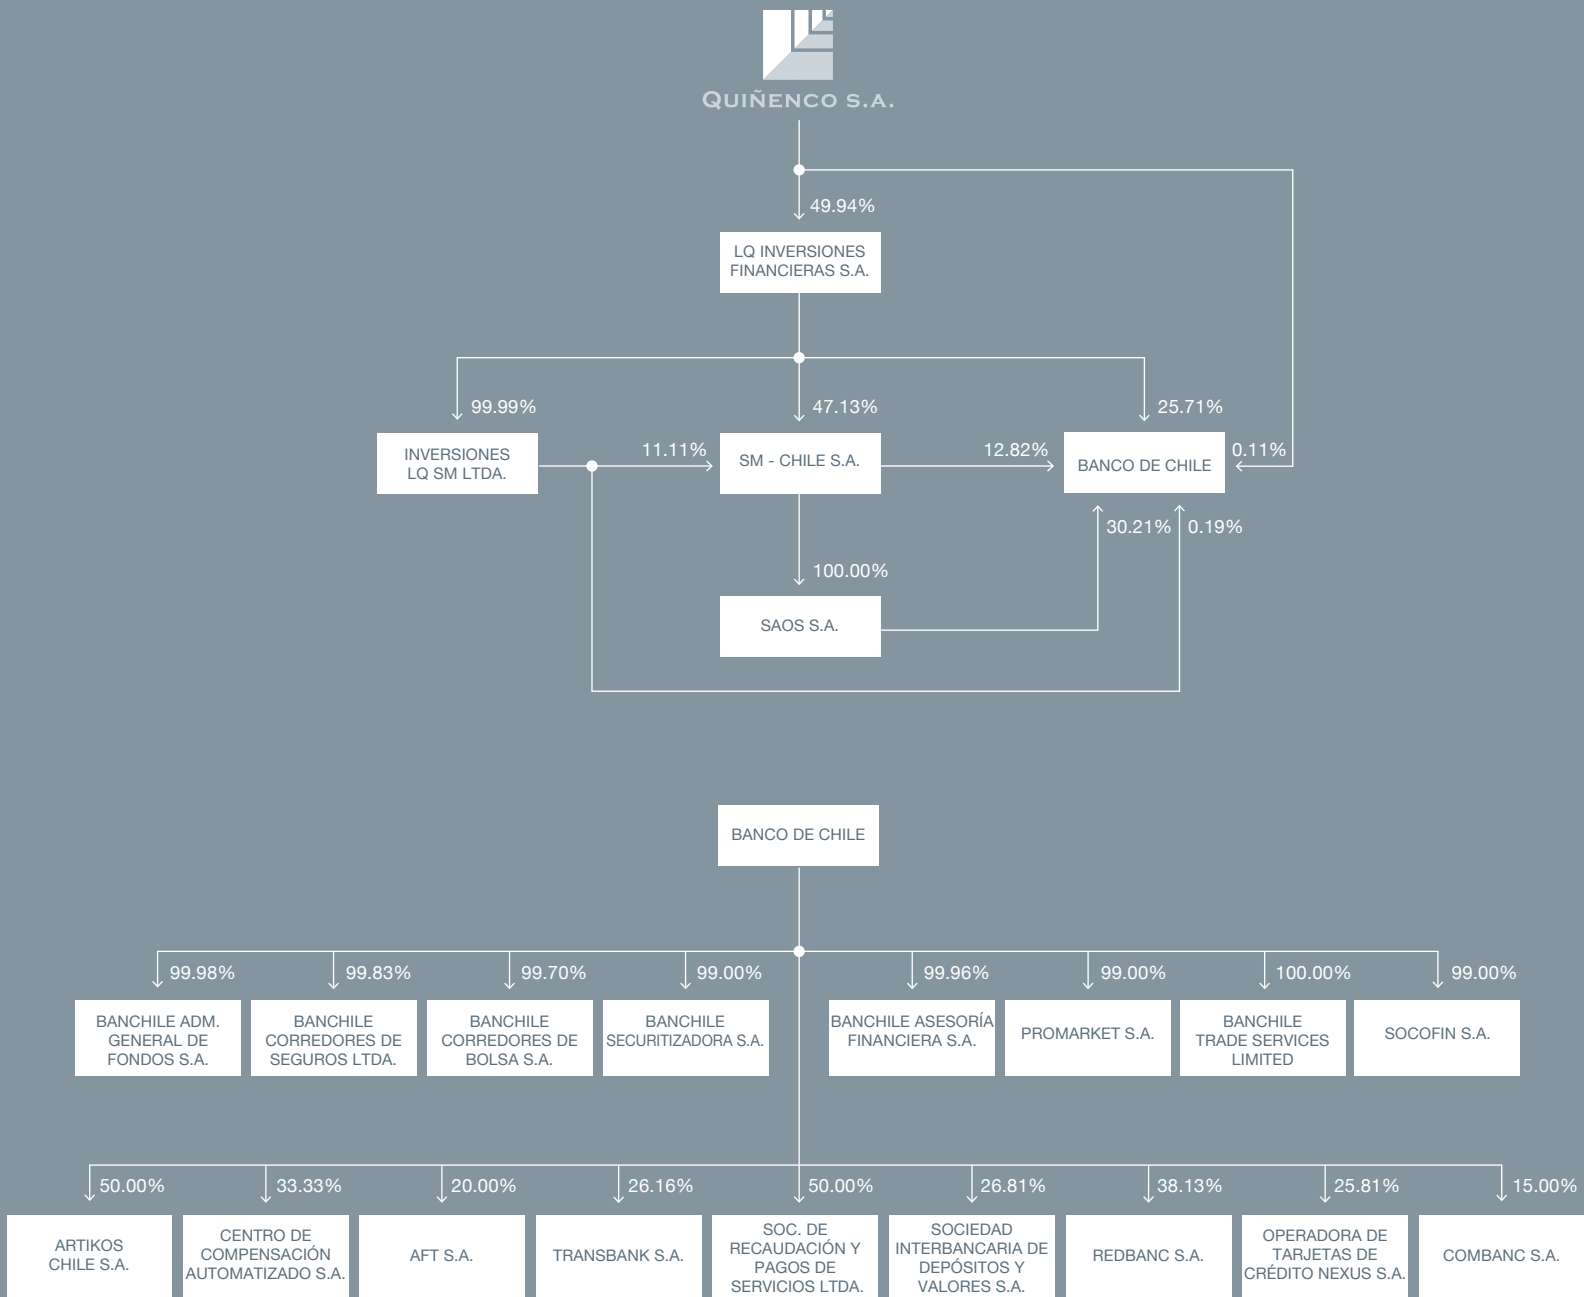 QUIÑENCO S.A.
49.94%
LQ INVERSIONES
FINANCIERAS S.A.
99.99%
47.13%
25.71%
INVERSIONES
LQ SM LTDA.
11.11%
SM - CHILE S.A.
12.82%
BANCO DE CHILE
0.11%
30.21%
0.19%
100.00%
SAOS S.A.
BANCO DE CHILE
99.98%
99.83%
99.70%
99.00%
99.96%
99.00%
100.00%
99.00%
BANCHILE ADM.
GENERAL DE
FONDOS S.A.
BANCHILE
CORREDORES DE
SEGUROS LTDA.
BANCHILE
CORREDORES DE
BOLSA S.A.
BANCHILE
SECURITIZADORA S.A.
BANCHILE ASESORÍA
FINANCIERA S.A.
PROMARKET S.A.
BANCHILE
TRADE SERVICES
LIMITED
SOCOFIN S.A.
50.00%
33.33%
20.00%
26.16%
50.00%
26.81%
38.13%
25.81%
15.00%
ARTIKOS
CHILE S.A.
CENTRO DE
COMPENSACIÓN
AUTOMATIZADO S.A.
AFT S.A.
TRANSBANK S.A.
SOC. DE
RECAUDACIÓN Y
PAGOS DE
SERVICIOS LTDA.
SOCIEDAD
INTERBANCARIA DE
DEPÓSITOS Y
VALORES S.A.
REDBANC S.A.
OPERADORA DE
TARJETAS DE
CRÉDITO NEXUS S.A.
COMBANC S.A.